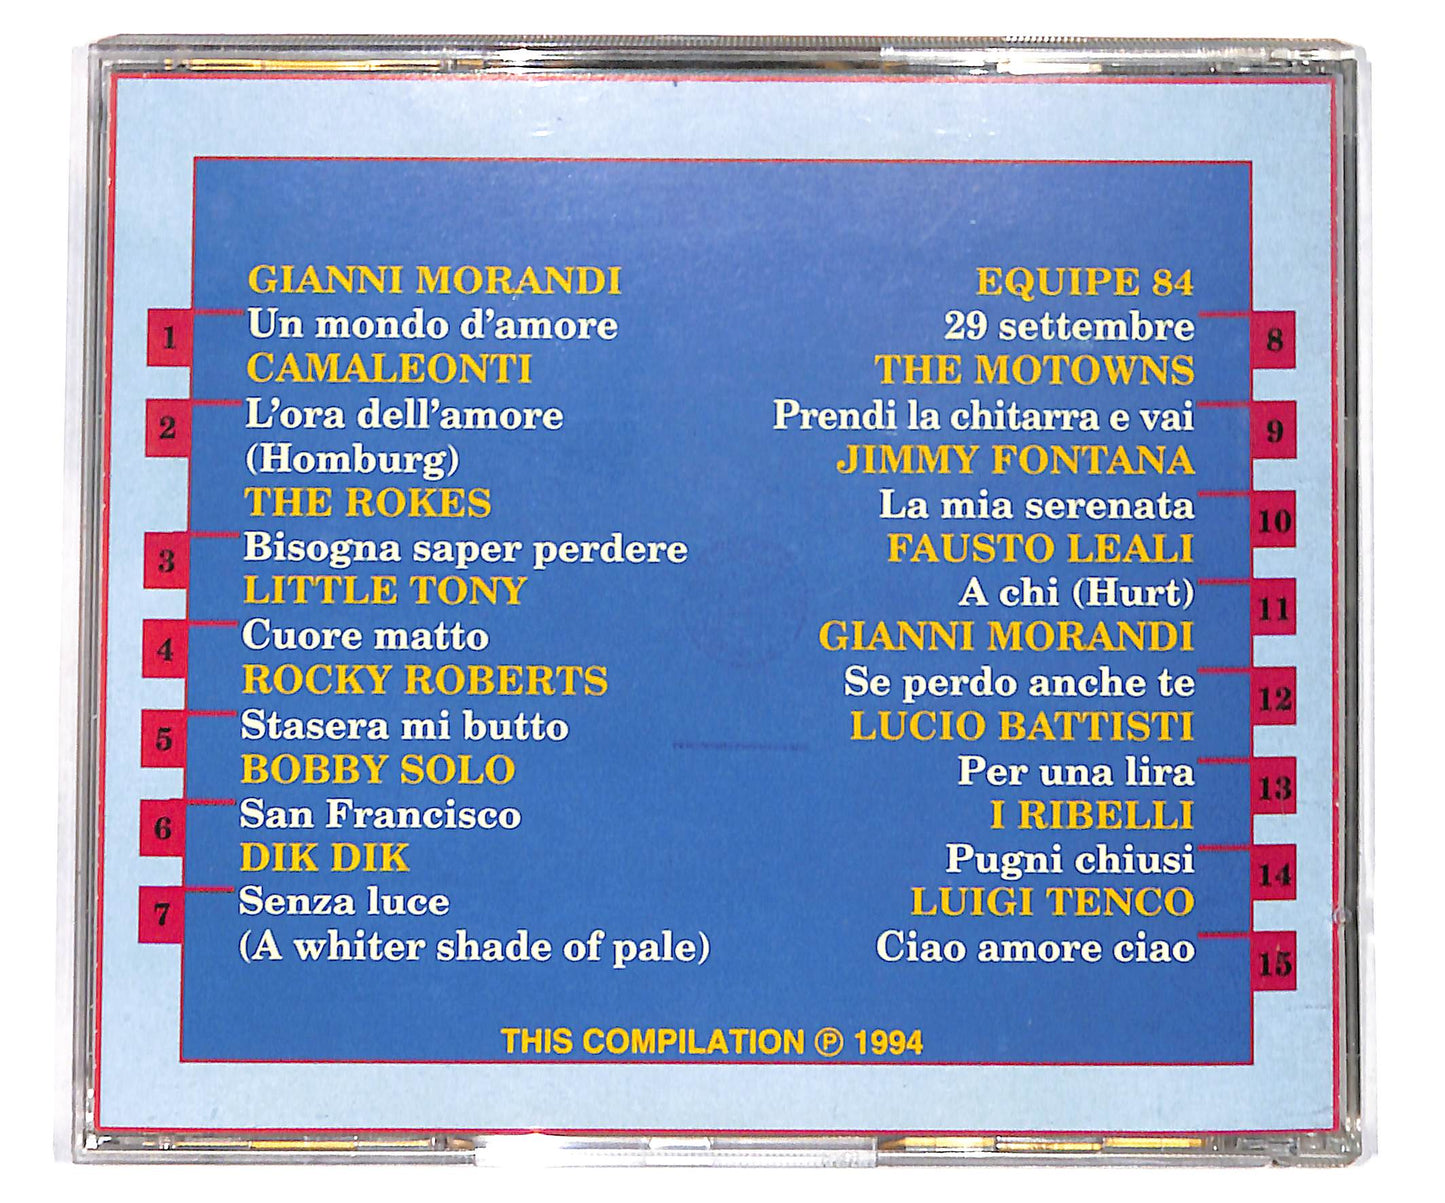 GIANNI MORANDI
1 Un mondo d'amore
CAMALEONTI
2 L'ora dell'amore
(Homburg)
THE ROKES
3 Bisogna saper perdere
LITTLE TONY
4 Cuore matto
ROCKY ROBERTS
5 Stasera mi butto
BOBBY SOLO
6 San Francisco
DIK DIK
7 Senza luce
(A whiter shade of pale)
EQUIPE 84
29 settembre 8
THE MOTOWNS
Prendi la chitarra e vai 9
JIMMY FONTANA
La mia serenata 10
FAUSTO LEALI
A chi (Hurt) 11
GIANNI MORANDI
Se perdo anche te 12
LUCIO BATTISTI
Per una lira 13
I RIBELLI
Pugni chiusi 14
LUIGI TENCO
Ciao amore ciao 15
THIS COMPILATION ℗ 1994